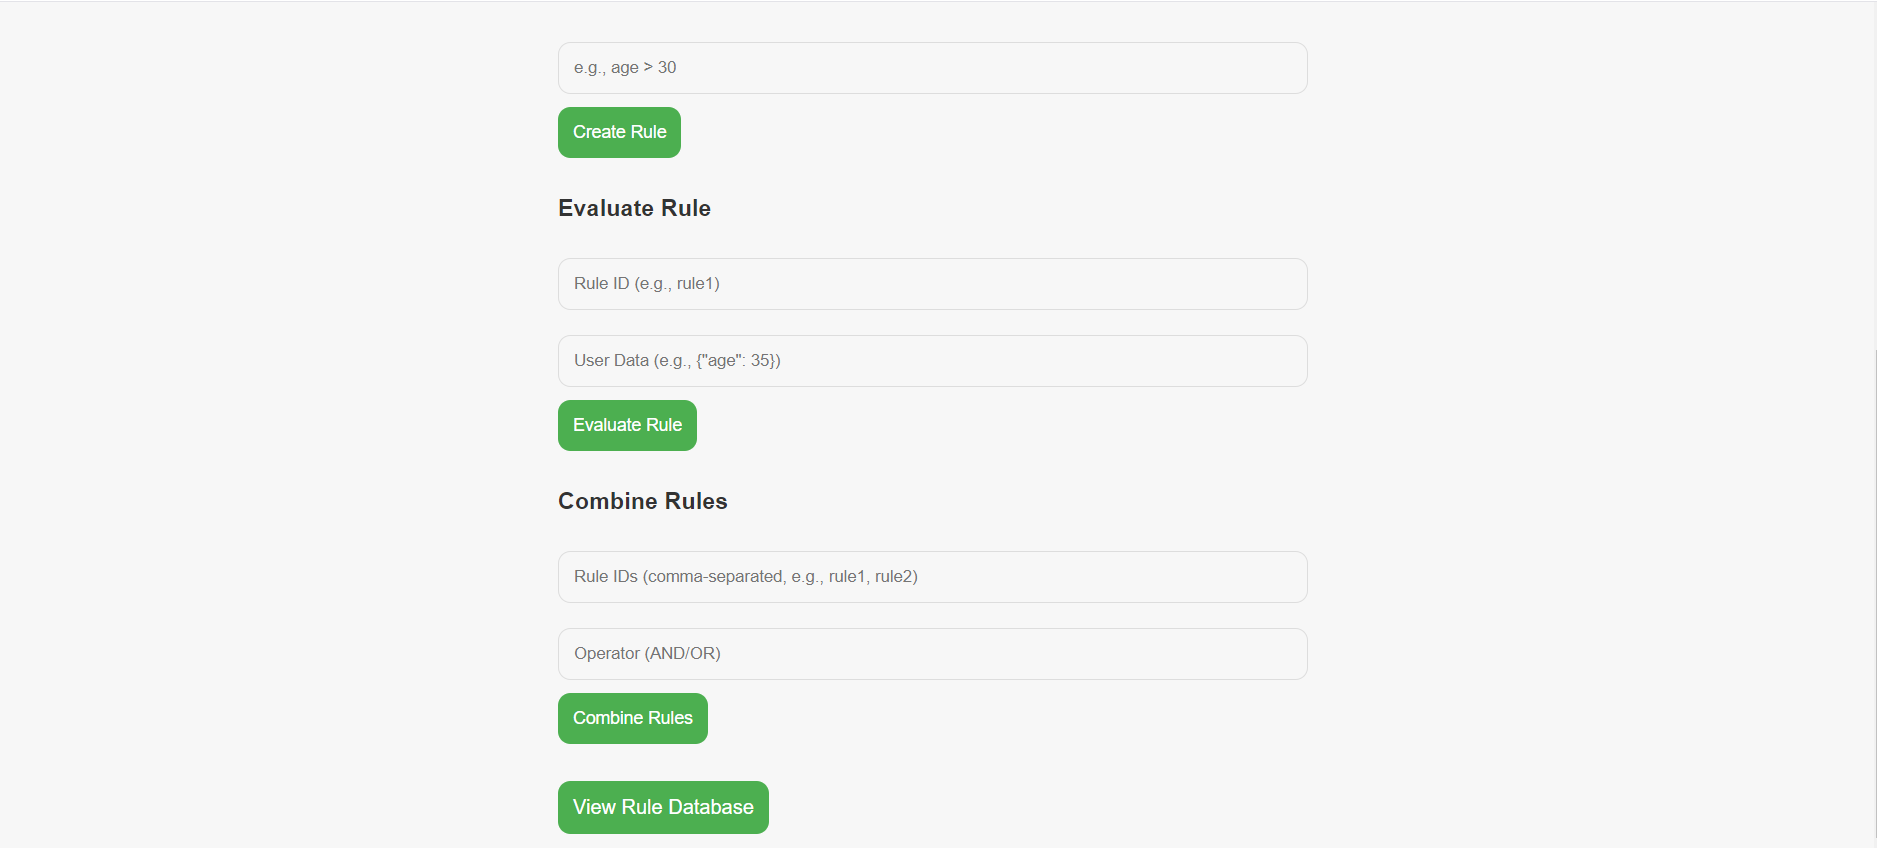 e.g., age > 30
Create Rule
Evaluate Rule
Rule ID (e.g., rule1)
User Data (e.g., {"age": 35})
Evaluate Rule
Combine Rules
Rule IDs (comma-separated, e.g., rule1, rule2)
Operator (AND/OR)
Combine Rules
View Rule Database